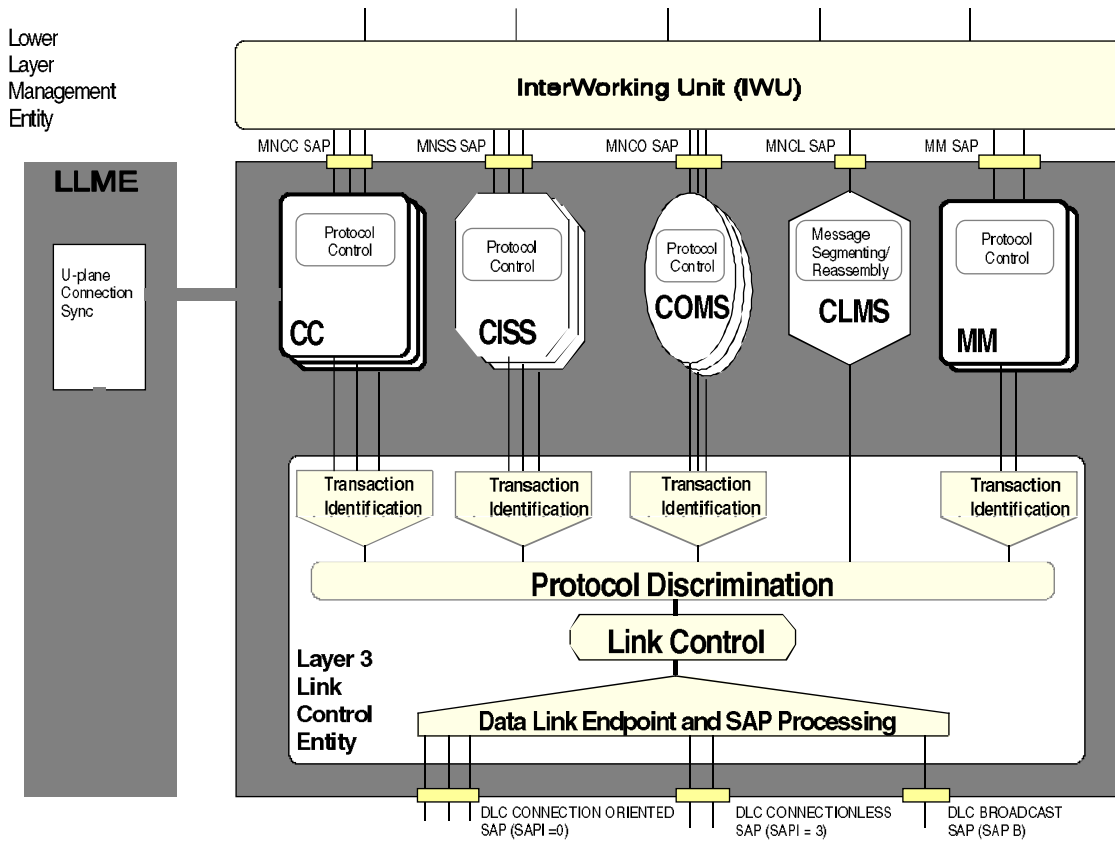 Lower
Layer
Management
Entity
InterWorking Unit (IWU)
MNCC SAP
MNSS SAP
MNCO SAP
MNCL SAP
MM SAP
LLME
U-plane
Connection
Sync
Protocol
Control
CC
Protocol
Control
CISS
Protocol
Control
COMS
Message
Segmenting/
Reassembly
CLMS
Protocol
Control
MM
Transaction
Identification
Transaction
Identification
Transaction
Identification
Transaction
Identification
Protocol Discrimination
Link Control
Layer 3
Link
Control
Entity
Data Link Endpoint and SAP Processing
DLC CONNECTION ORIENTED
SAP (SAPI =0)
DLC CONNECTIONLESS
SAP (SAPI = 3)
DLC BROADCAST
SAP (SAP B)